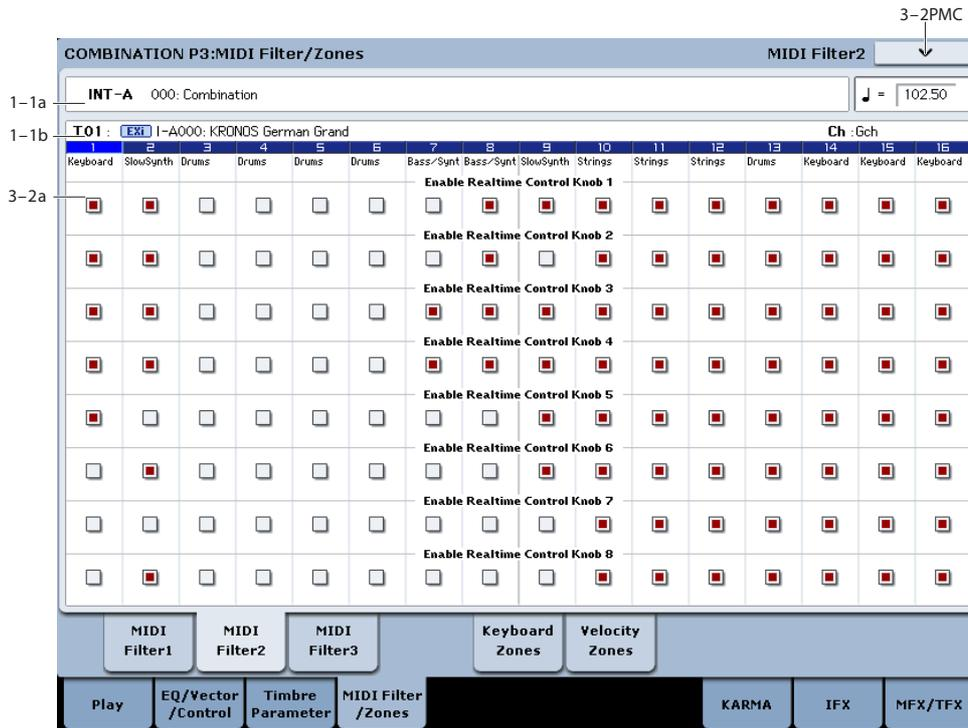 3–2PMC
COMBINATION P3:MIDI Filter/Zones MIDI Filter2
1–1a INT-A 000: Combination ♩ = 102.50
1–1b T01 : EXi I-A000: KRONOS German Grand Ch :Gch
1 2 3 4 5 6 7 8 9 10 11 12 13 14 15 16
Keyboard SlowSynth Drums Drums Drums Drums Bass/Synt Bass/Synt SlowSynth Strings Strings Strings Drums Keyboard Keyboard Keyboard
Enable Realtime Control Knob 1
3–2a
Enable Realtime Control Knob 2
Enable Realtime Control Knob 3
Enable Realtime Control Knob 4
Enable Realtime Control Knob 5
Enable Realtime Control Knob 6
Enable Realtime Control Knob 7
Enable Realtime Control Knob 8
MIDI Filter1 MIDI Filter2 MIDI Filter3 Keyboard Zones Velocity Zones
Play EQ/Vector /Control Timbre Parameter MIDI Filter /Zones KARMA IFX MFX/TFX